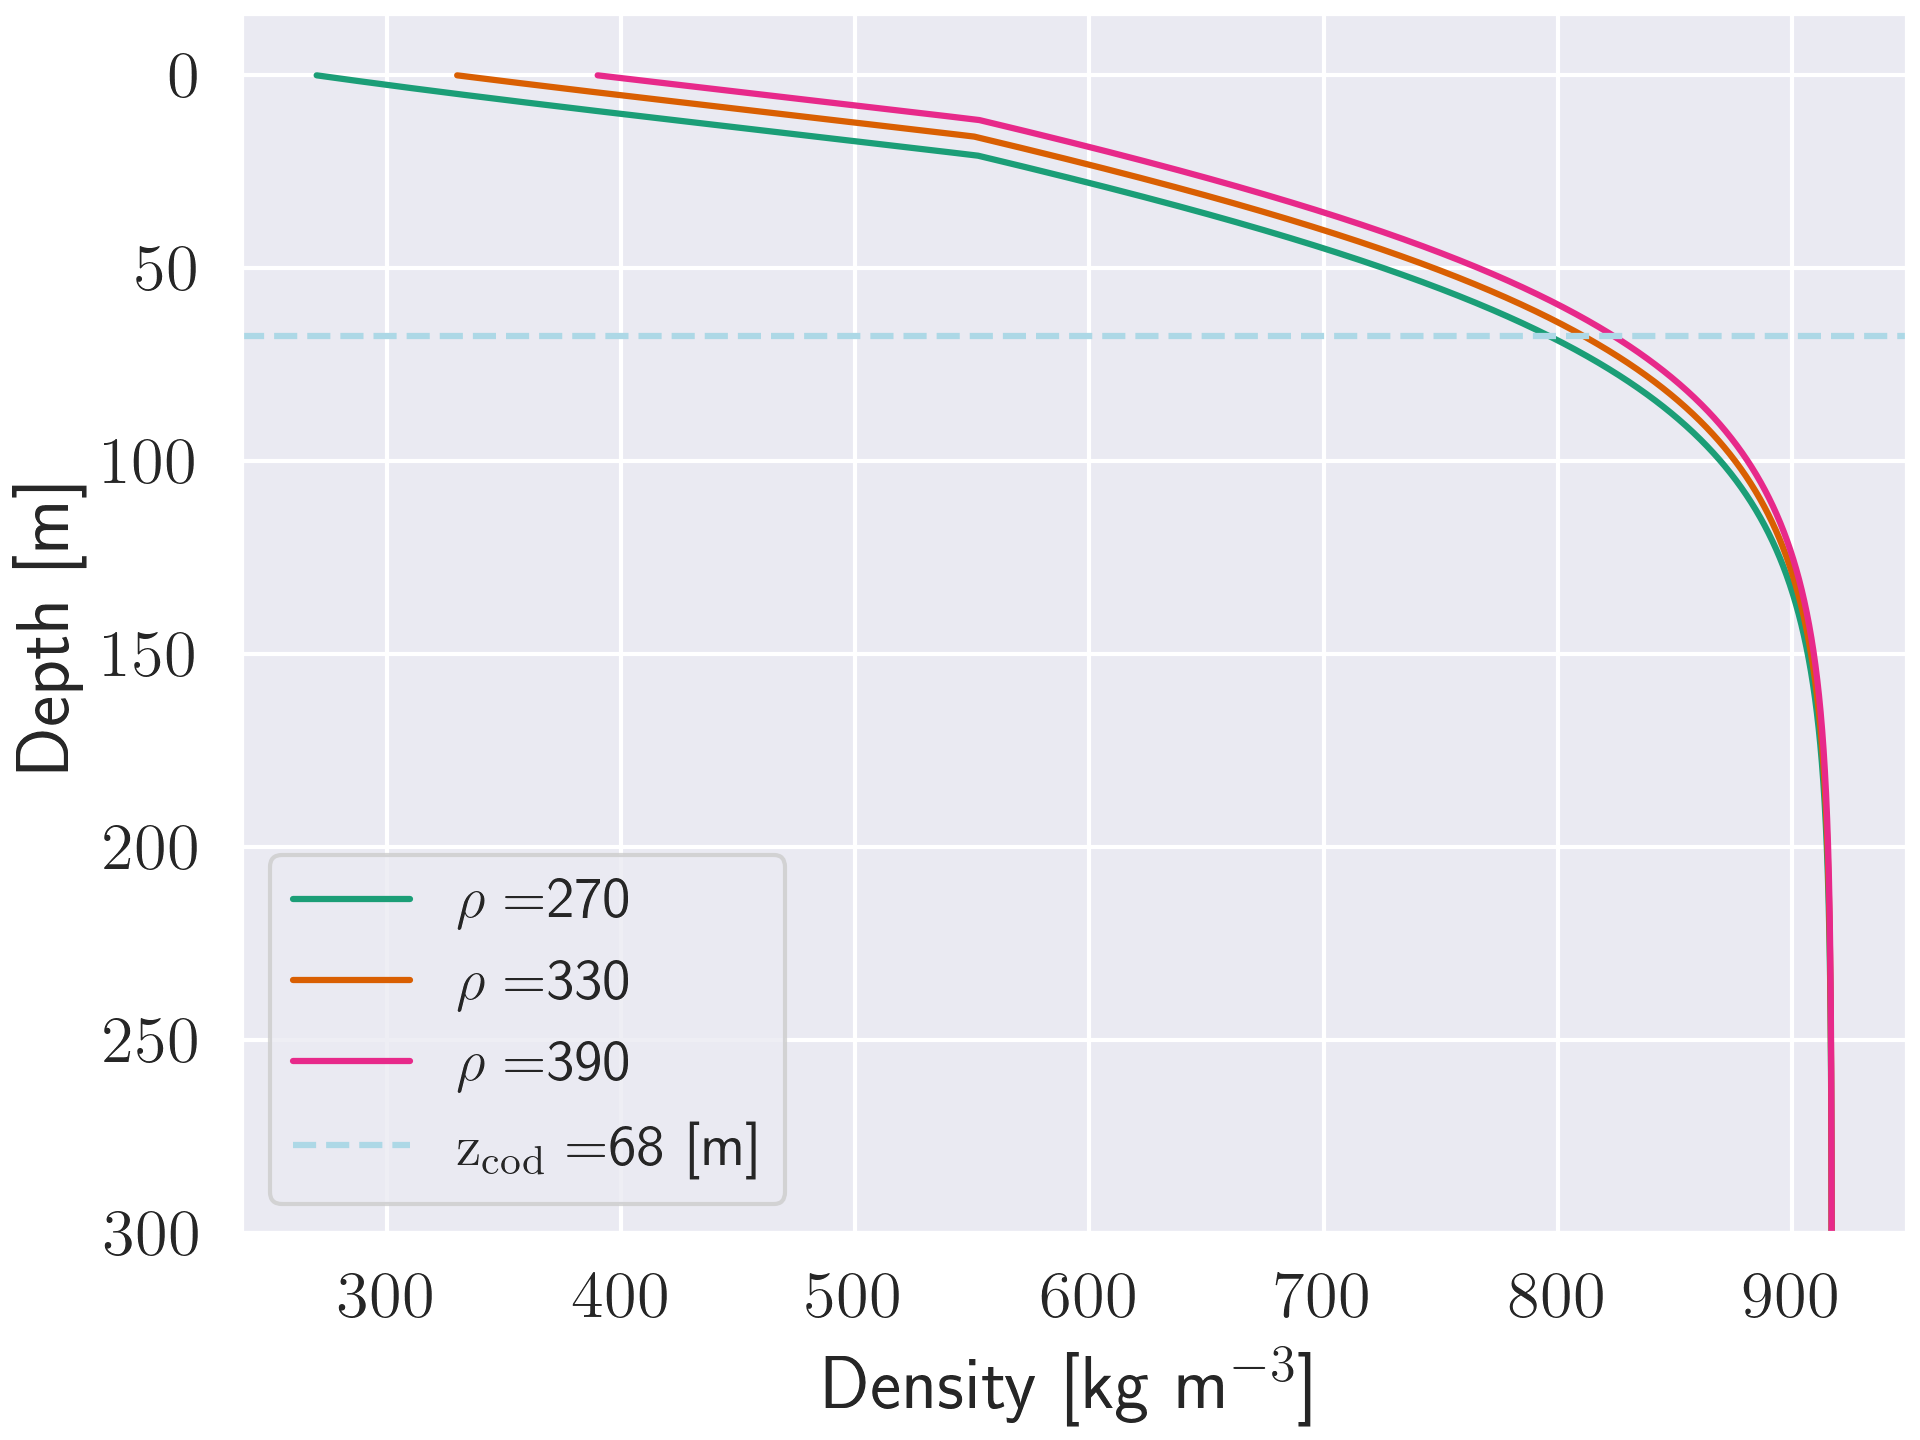 0
50
100
150
200
250
300
Depth [m]
ρ =270
ρ =330
ρ =390
z_cod =68 [m]
300 400 500 600 700 800 900
Density [kg m⁻³]